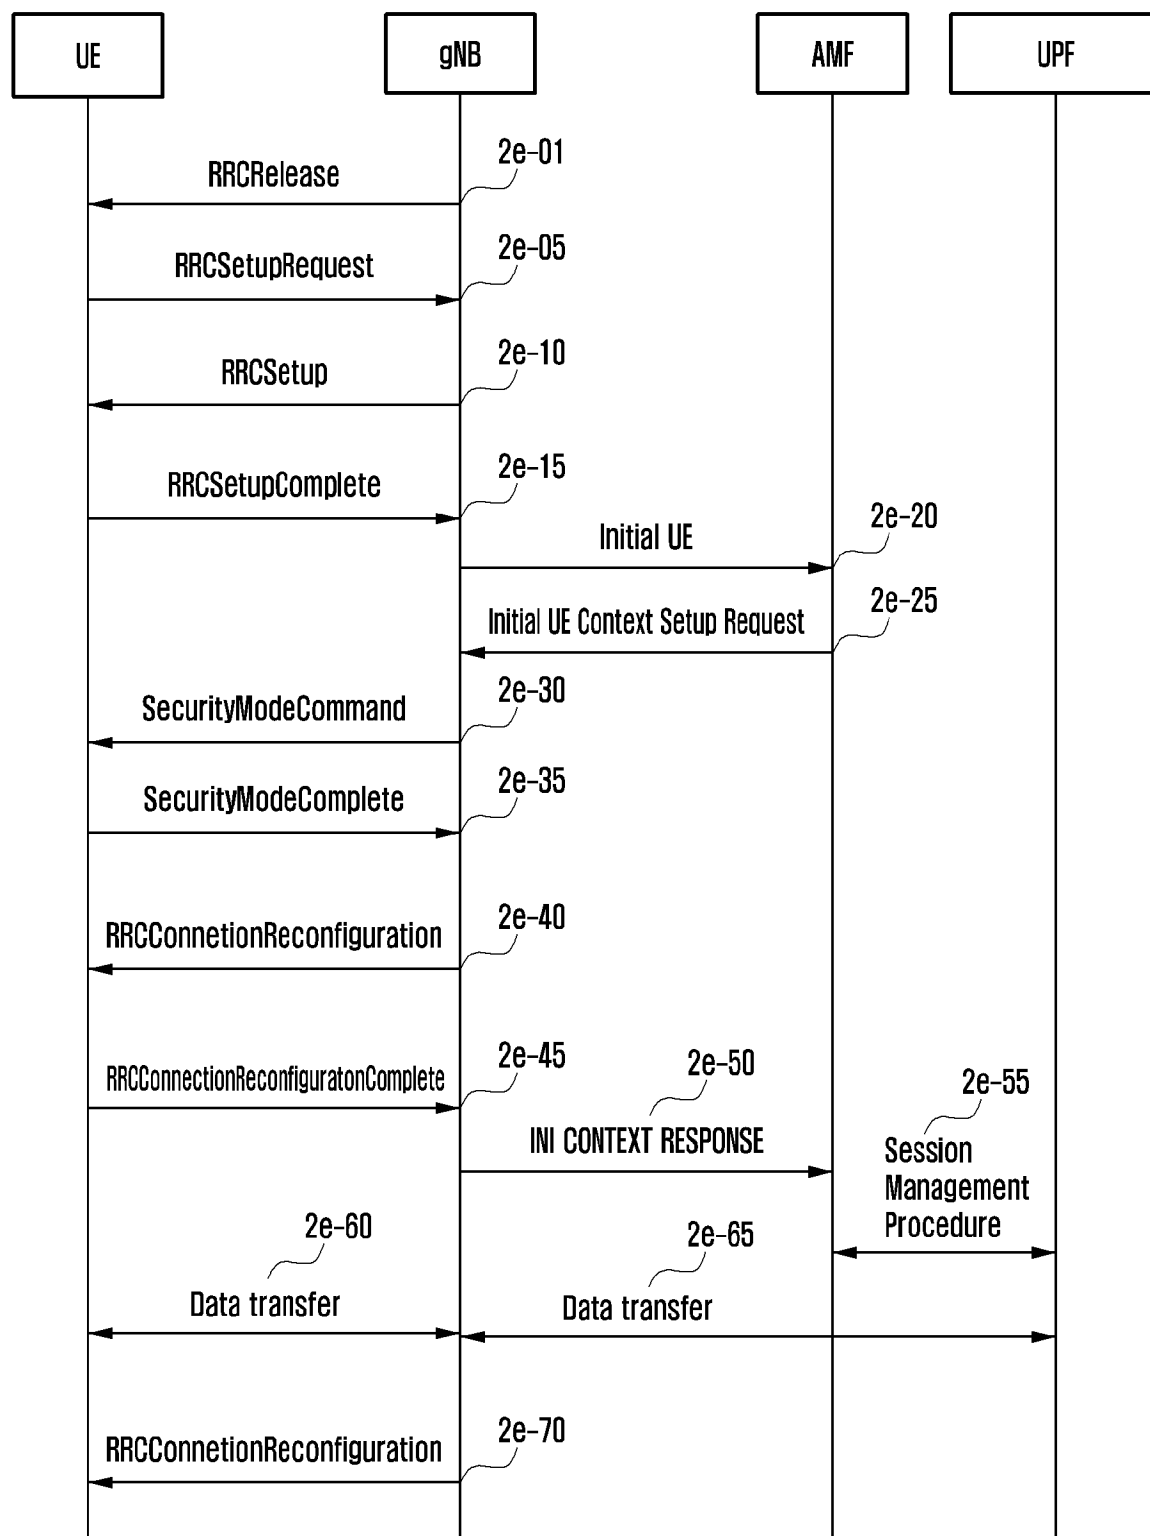 UE
gNB
AMF
UPF
2e-01
RRCRelease
2e-05
RRCSetupRequest
2e-10
RRCSetup
2e-15
RRCSetupComplete
2e-20
Initial UE
2e-25
Initial UE Context Setup Request
2e-30
SecurityModeCommand
2e-35
SecurityModeComplete
2e-40
RRCConnetionReconfiguration
2e-45
RRCConnectionReconfiguratonComplete
2e-50
INI CONTEXT RESPONSE
2e-55
Session
Management
Procedure
2e-60
Data transfer
2e-65
Data transfer
2e-70
RRCConnetionReconfiguration